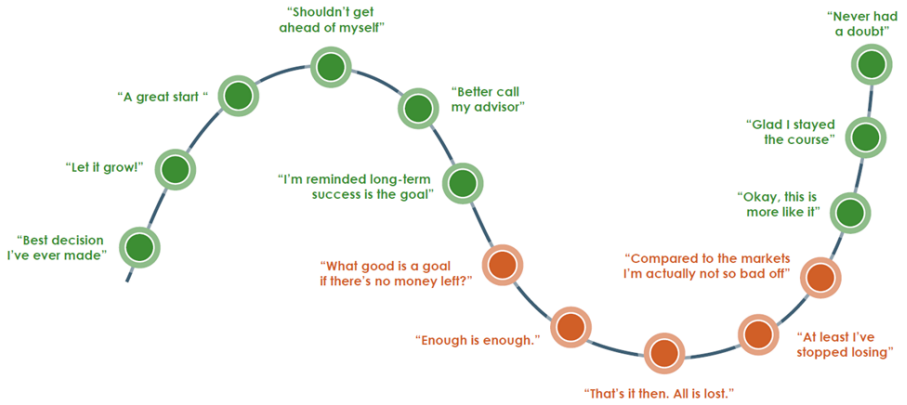 “Best decision
I’ve ever made”
“Let it grow!”
“A great start “
“Shouldn’t get
ahead of myself”
“Better call
my advisor”
“I’m reminded long-term
success is the goal”
“What good is a goal
if there’s no money left?”
“Enough is enough.”
“That’s it then. All is lost.”
“At least I’ve
stopped losing”
“Compared to the markets
I’m actually not so bad off”
“Okay, this is
more like it”
“Glad I stayed
the course”
“Never had
a doubt”